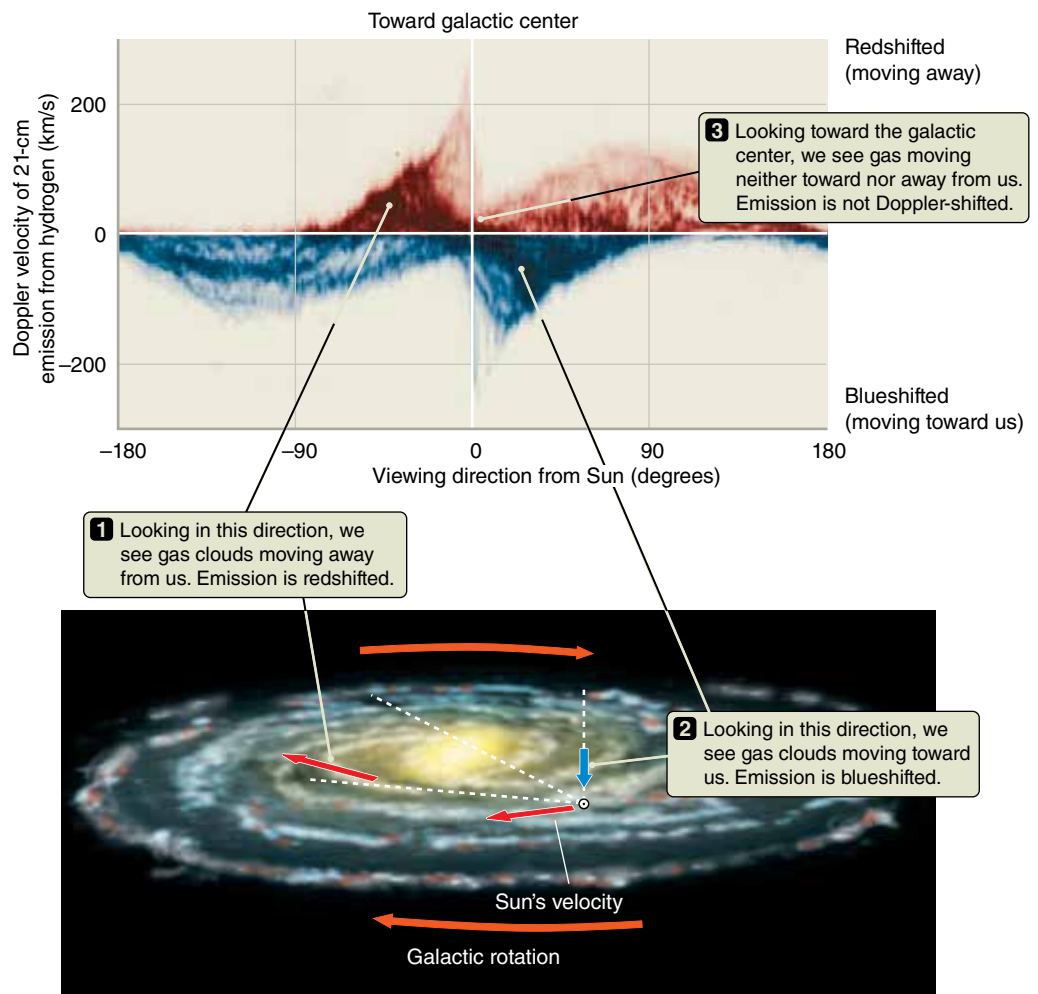 Toward galactic center
Redshifted
(moving away)
Doppler velocity of 21-cm
emission from hydrogen (km/s)
200
0
–200
3 Looking toward the galactic
center, we see gas moving
neither toward nor away from us.
Emission is not Doppler-shifted.
Blueshifted
(moving toward us)
–180
–90
0
90
180
Viewing direction from Sun (degrees)
1 Looking in this direction, we
see gas clouds moving away
from us. Emission is redshifted.
2 Looking in this direction, we
see gas clouds moving toward
us. Emission is blueshifted.
Sun's velocity
Galactic rotation